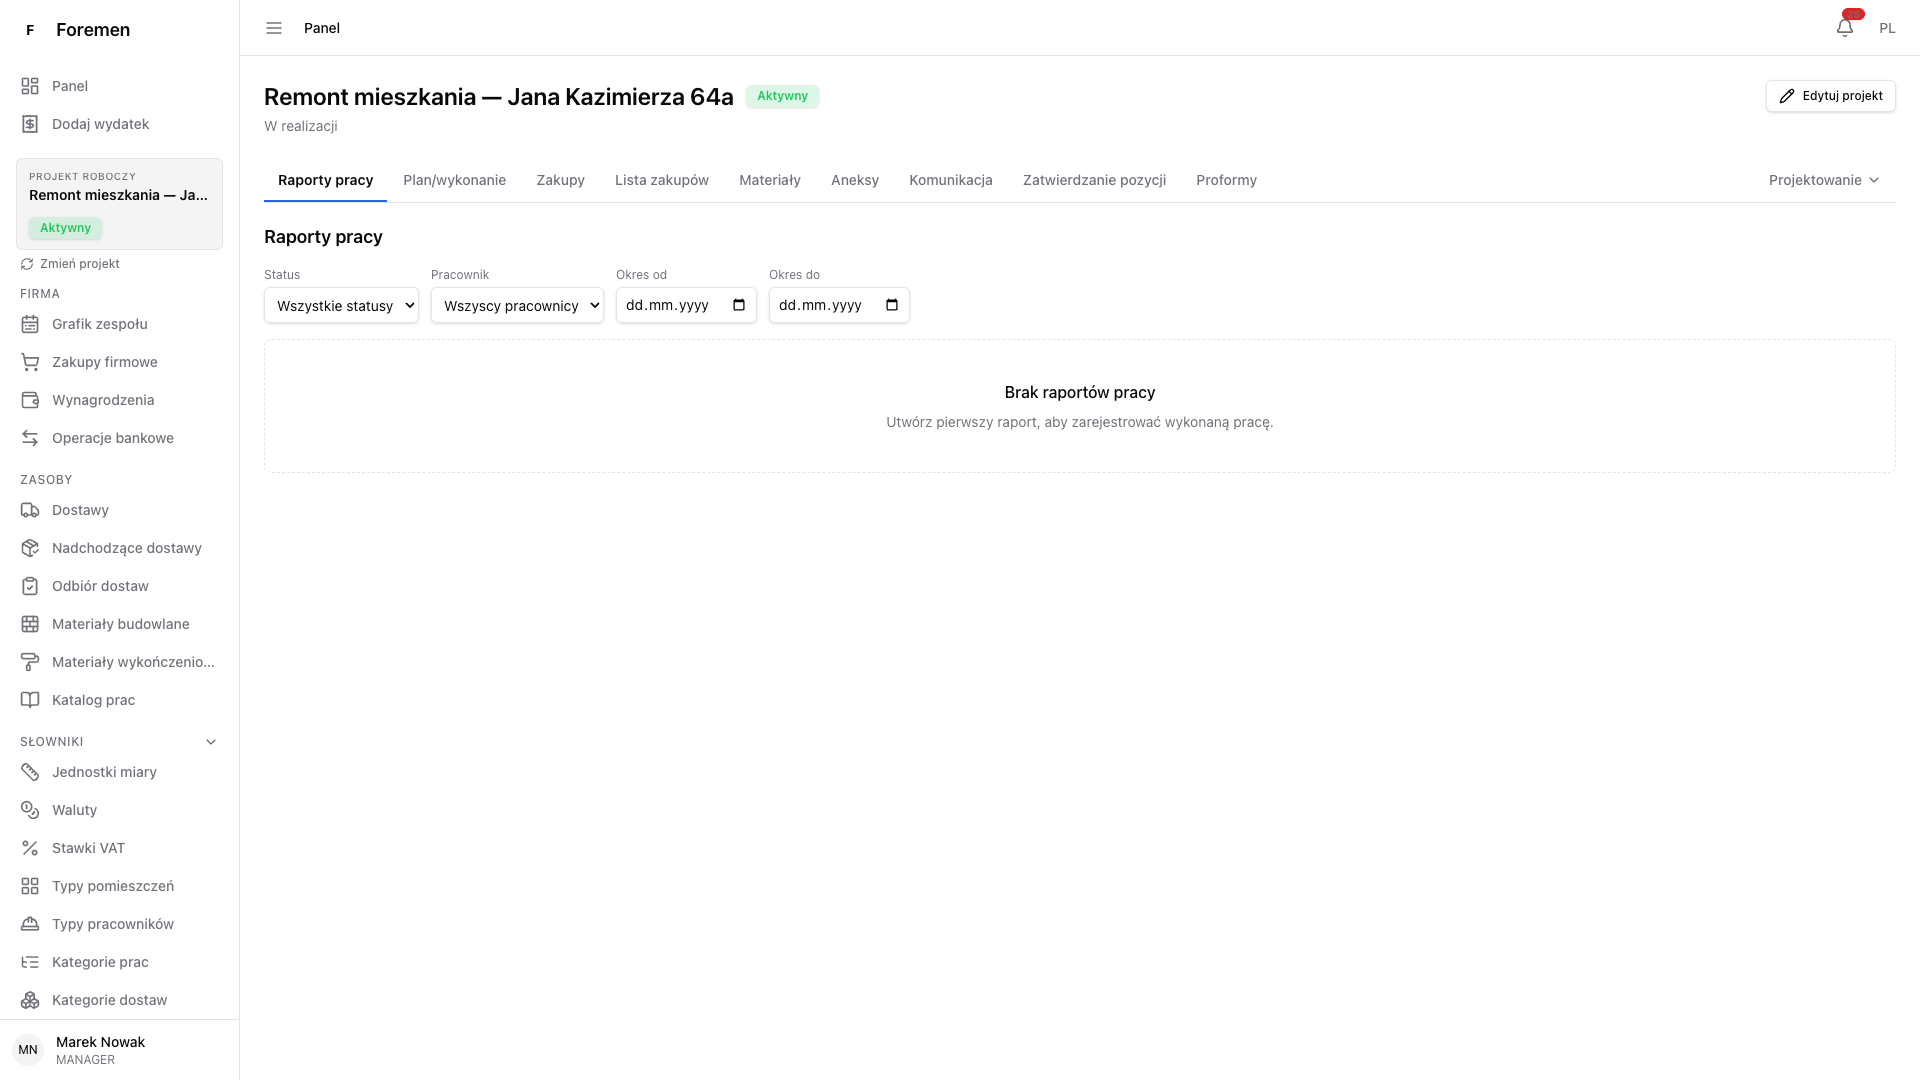 F Foremen
Panel
PL
Panel
Dodaj wydatek
PROJEKT ROBOCZY
Remont mieszkania — Ja...
Aktywny
Zmień projekt
FIRMA
Grafik zespołu
Zakupy firmowe
Wynagrodzenia
Operacje bankowe
ZASOBY
Dostawy
Nadchodzące dostawy
Odbiór dostaw
Materiały budowlane
Materiały wykończenio...
Katalog prac
SŁOWNIKI
Jednostki miary
Waluty
Stawki VAT
Typy pomieszczeń
Typy pracowników
Kategorie prac
Kategorie dostaw
MN Marek Nowak
MANAGER
Remont mieszkania — Jana Kazimierza 64a Aktywny
W realizacji
Edytuj projekt
Raporty pracy Plan/wykonanie Zakupy Lista zakupów Materiały Aneksy Komunikacja Zatwierdzanie pozycji Proformy Projektowanie
Raporty pracy
Status Pracownik Okres od Okres do
Wszystkie statusy Wszyscy pracownicy dd.mm.yyyy dd.mm.yyyy
Brak raportów pracy
Utwórz pierwszy raport, aby zarejestrować wykonaną pracę.